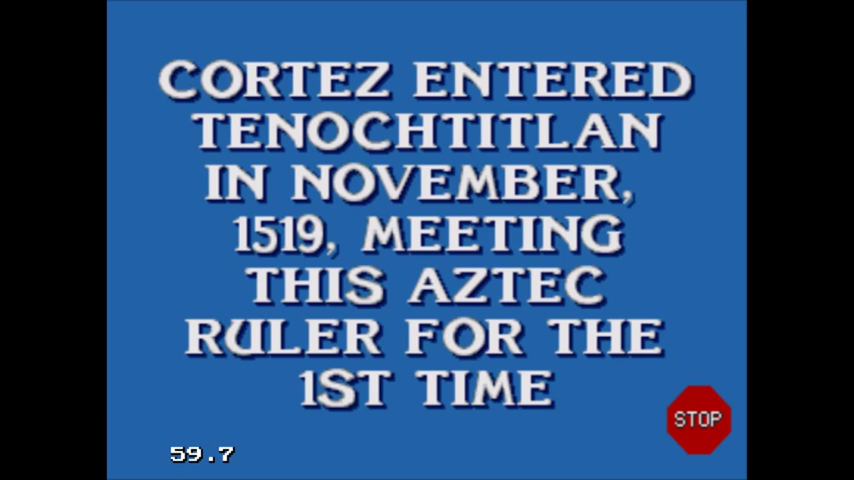 CORTEZ ENTERED
TENOCHTITLAN
IN NOVEMBER,
1519, MEETING
THIS AZTEC
RULER FOR THE
1ST TIME
STOP
59.7